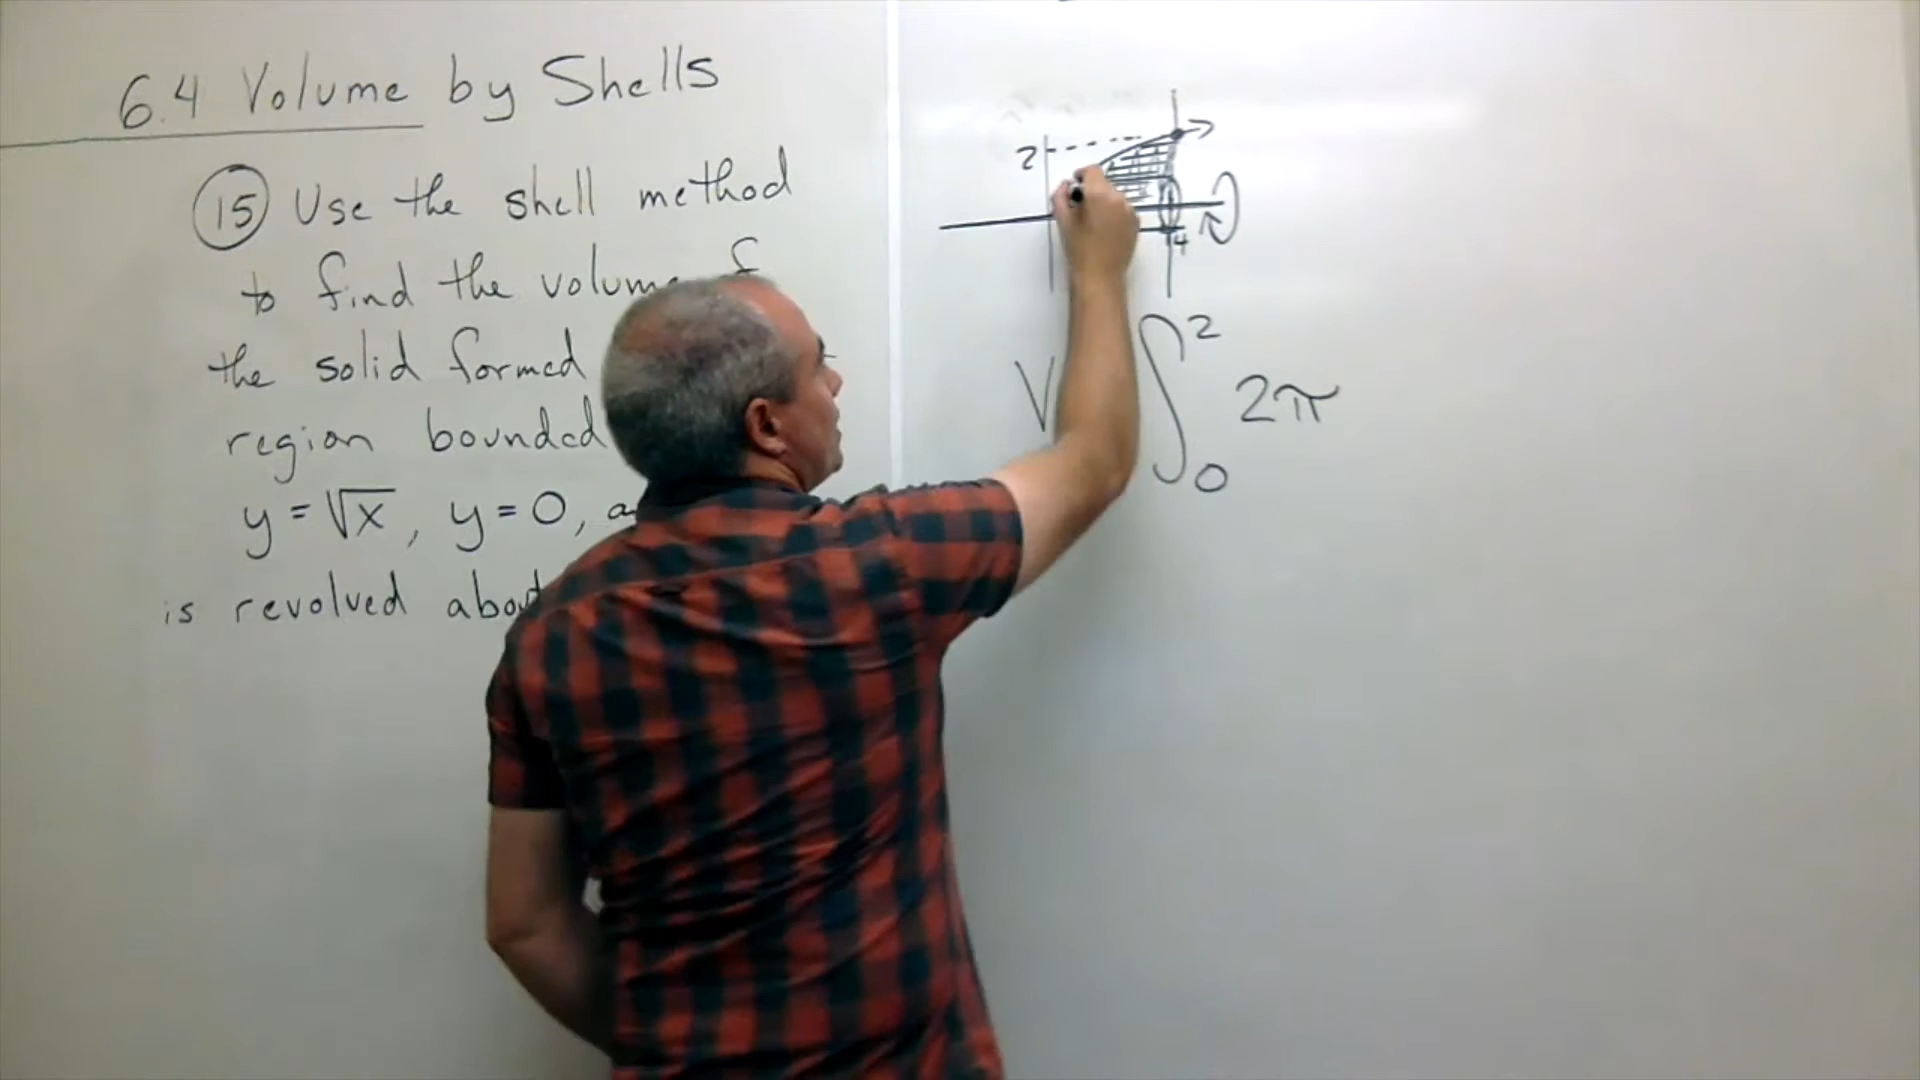 6.4 Volume by Shells
15 Use the shell method
to find the volume
the solid formed
region bounded
y = √x, y = 0,
is revolved about
2
4
V
∫₀² 2π